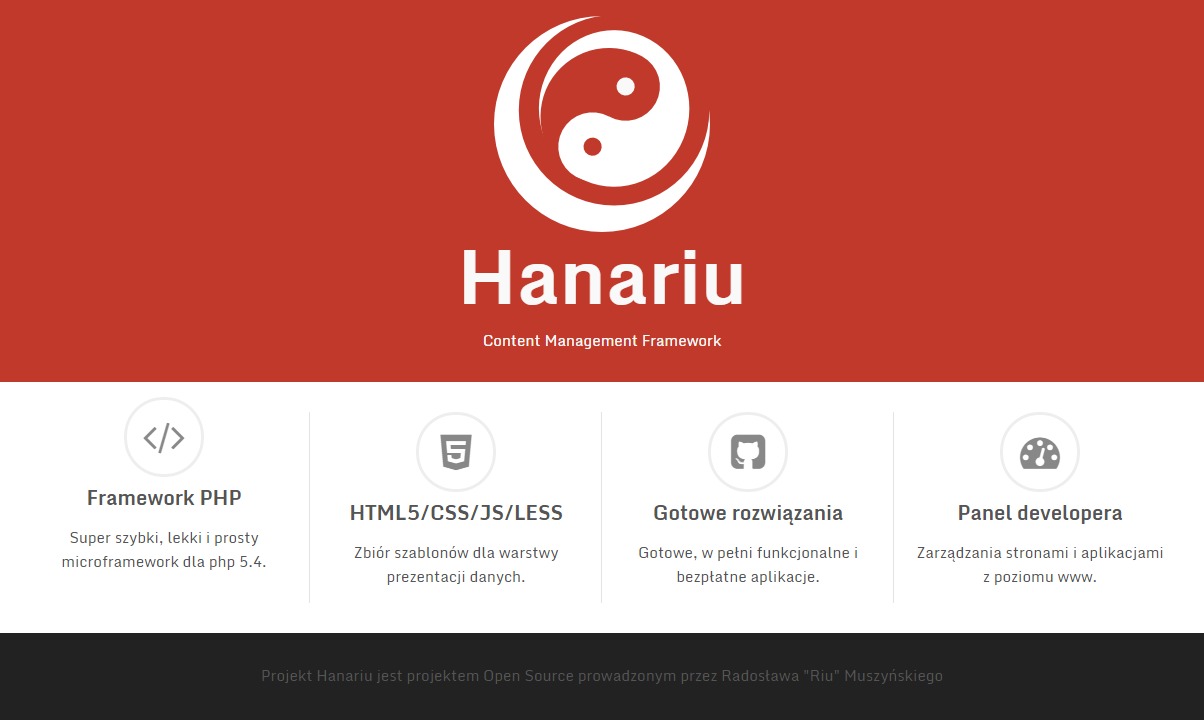 Hanariu
Content Management Framework
Framework PHP
Super szybki, lekki i prosty
microframework dla php 5.4.
HTML5/CSS/JS/LESS
Zbiór szablonów dla warstwy
prezentacji danych.
Gotowe rozwiązania
Gotowe, w pełni funkcjonalne i
bezpłatne aplikacje.
Panel developera
Zarządzania stronami i aplikacjami
z poziomu www.
Projekt Hanariu jest projektem Open Source prowadzonym przez Radosława "Riu" Muszyńskiego